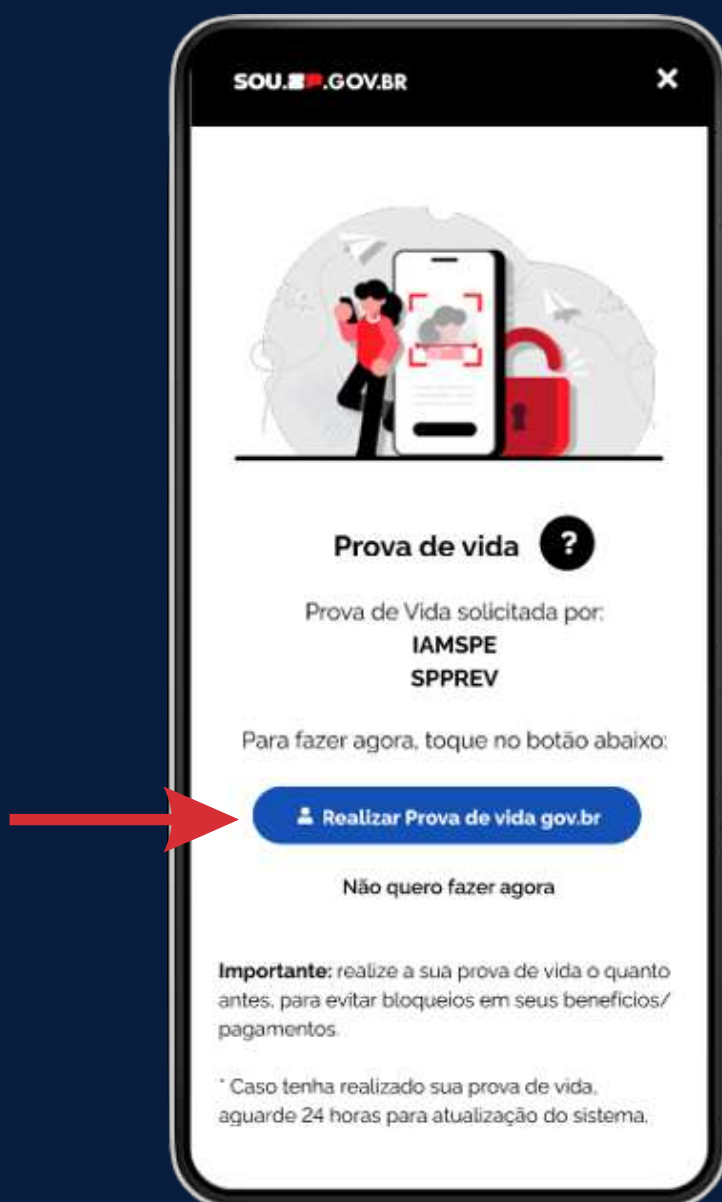 SOU.SP.GOV.BR
Prova de vida ?
Prova de Vida solicitada por:
IAMSPE
SPPREV
Para fazer agora, toque no botão abaixo:
Realizar Prova de vida gov.br
Não quero fazer agora
Importante: realize a sua prova de vida o quanto
antes, para evitar bloqueios em seus benefícios/
pagamentos.
* Caso tenha realizado sua prova de vida,
aguarde 24 horas para atualização do sistema.